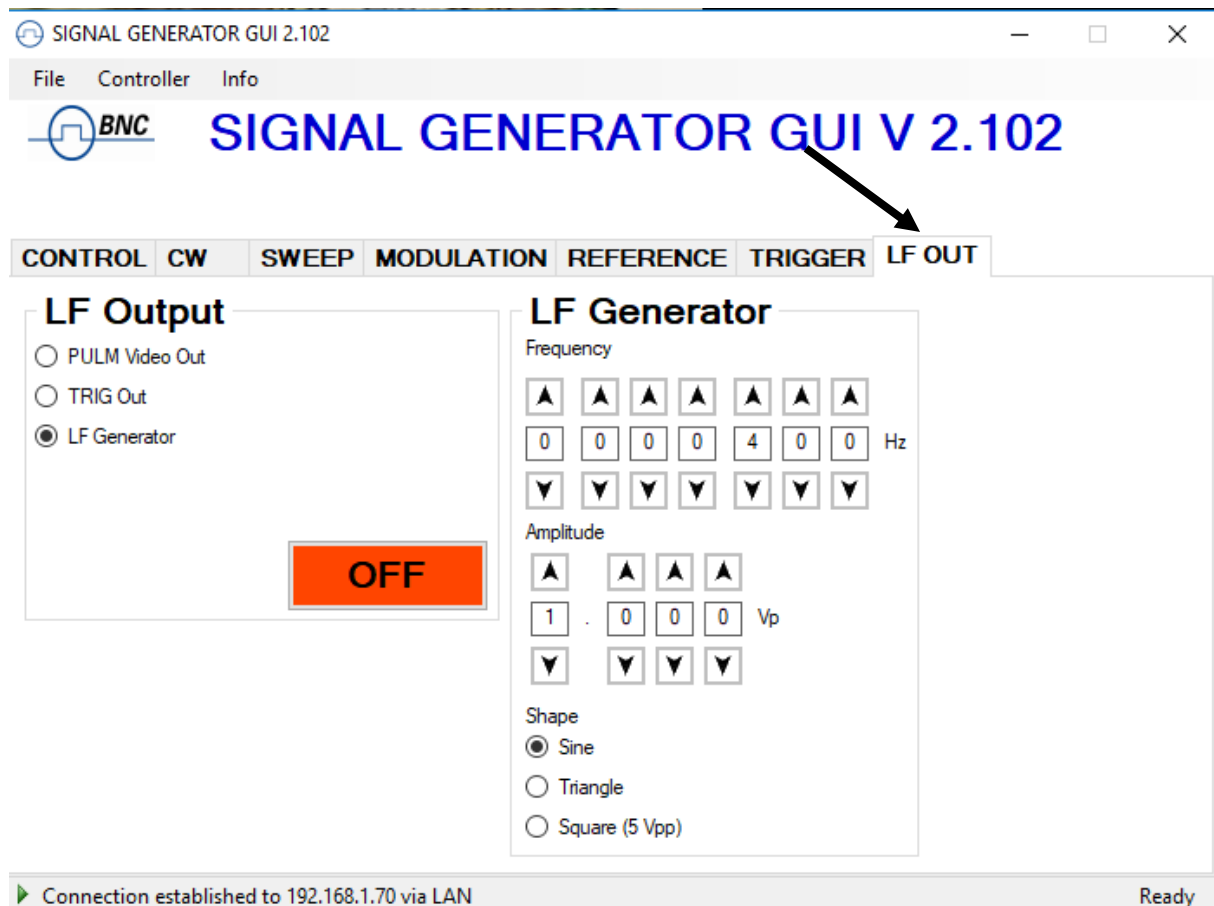 SIGNAL GENERATOR GUI 2.102
File Controller Info
BNC
SIGNAL GENERATOR GUI V 2.102
CONTROL CW SWEEP MODULATION REFERENCE TRIGGER LF OUT
LF Output
PULM Video Out
TRIG Out
LF Generator
OFF
LF Generator
Frequency
0 0 0 0 4 0 0 Hz
Amplitude
1 . 0 0 0 Vp
Shape
Sine
Triangle
Square (5 Vpp)
Connection established to 192.168.1.70 via LAN
Ready